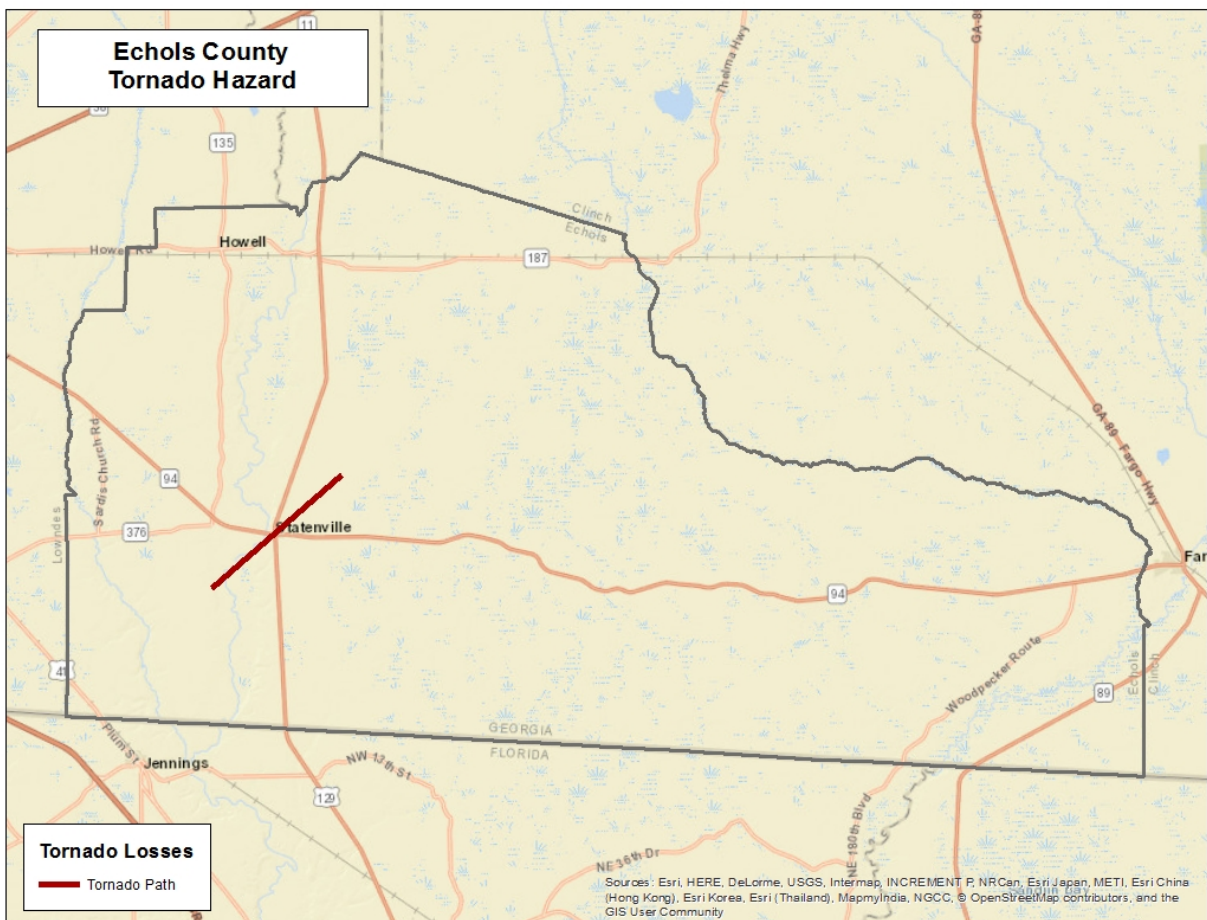 Echols County
Tornado Hazard
11
Thelma Hwy
GA-89
135
Clinch
Echols
Howell
Howell Rd
187
GA-89 Fargo Hwy
Sardis Church Rd
94
Statenville
376
Lowndes
Far
94
Woodpecker Route
Echols
Clinch
41
89
GEORGIA
FLORIDA
Plum St
Jennings
NW 13th St
129
NE 180th Blvd
NE 36th Dr
Tornado Losses
Tornado Path
Sandlin Bay
Sources: Esri, HERE, DeLorme, USGS, Intermap, INCREMENT P, NRCan, Esri Japan, METI, Esri China
(Hong Kong), Esri Korea, Esri (Thailand), MapmyIndia, NGCC, © OpenStreetMap contributors, and the
GIS User Community